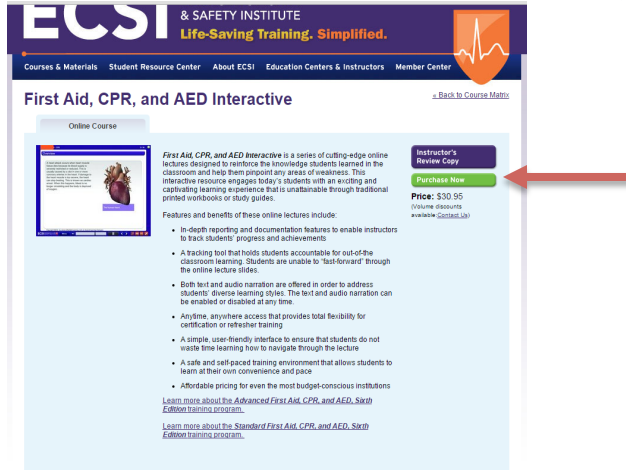 ECSI
& SAFETY INSTITUTE
Life-Saving Training. Simplified.
Courses & Materials Student Resource Center About ECSI Education Centers & Instructors Member Center
First Aid, CPR, and AED Interactive
« Back to Course Matrix
Online Course
First Aid, CPR, and AED Interactive is a series of cutting-edge online
lectures designed to reinforce the knowledge students learned in the
classroom and help them pinpoint any areas of weakness. This
interactive resource engages today's students with an exciting and
captivating learning experience that is unattainable through traditional
printed workbooks or study guides.
Instructor's
Review Copy
Purchase Now
Price: $30.95
(Volume discounts
available:Contact Us)
Features and benefits of these online lectures include:
• In-depth reporting and documentation features to enable instructors
to track students' progress and achievements
• A tracking tool that holds students accountable for out-of-the
classroom learning. Students are unable to "fast-forward" through
the online lecture slides.
• Both text and audio narration are offered in order to address
students' diverse learning styles. The text and audio narration can
be enabled or disabled at any time.
• Anytime, anywhere access that provides total flexibility for
certification or refresher training
• A simple, user-friendly interface to ensure that students do not
waste time learning how to navigate through the lecture
• A safe and self-paced training environment that allows students to
learn at their own convenience and pace
• Affordable pricing for even the most budget-conscious institutions
Learn more about the Advanced First Aid, CPR, and AED, Sixth
Edition training program.
Learn more about the Standard First Aid, CPR, and AED, Sixth
Edition training program.